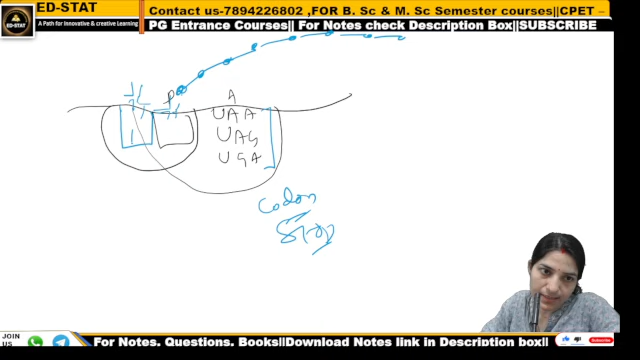 ED-STAT
A Path for Innovative & creative Learning
Contact us-7894226802 ,FOR B. Sc & M. Sc Semester courses||CPET –
PG Entrance Courses|| For Notes check Description Box||SUBSCRIBE
P A
UAA
UAG
UGA
Codon
Stop
JOIN US
For Notes. Questions. Books||Download Notes link in Description box||
Subscribe